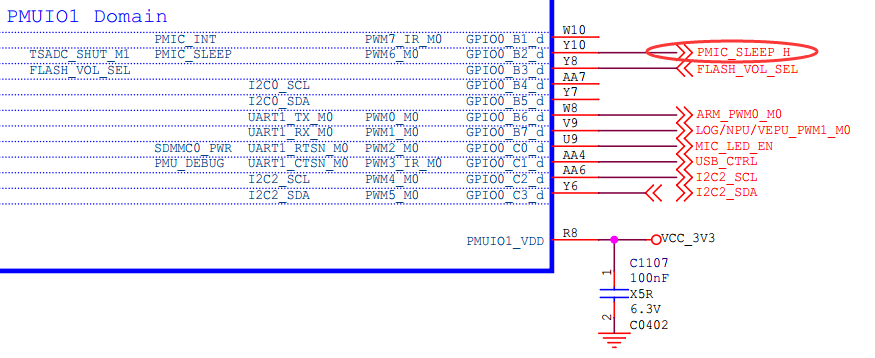 PMUIO1 Domain
PMIC_INT PWM7_IR_M0 GPIO0_B1_d W10
TSADC_SHUT_M1 PMIC_SLEEP PWM6_M0 GPIO0_B2_d Y10 PMIC_SLEEP_H
FLASH_VOL_SEL GPIO0_B3_d Y8 FLASH_VOL_SEL
I2C0_SCL GPIO0_B4_d AA7
I2C0_SDA GPIO0_B5_d Y7
UART1_TX_M0 PWM0_M0 GPIO0_B6_d W8 ARM_PWM0_M0
UART1_RX_M0 PWM1_M0 GPIO0_B7_d V9 LOG/NPU/VEPU_PWM1_M0
SDMMC0_PWR UART1_RTSN_M0 PWM2_M0 GPIO0_C0_d U9 MIC_LED_EN
PMU_DEBUG UART1_CTSN_M0 PWM3_IR_M0 GPIO0_C1_d AA4 USB_CTRL
I2C2_SCL PWM4_M0 GPIO0_C2_d AA6 I2C2_SCL
I2C2_SDA PWM5_M0 GPIO0_C3_d Y6 I2C2_SDA
PMUIO1_VDD R8 VCC_3V3
1
C1107
100nF
X5R
6.3V
2
C0402